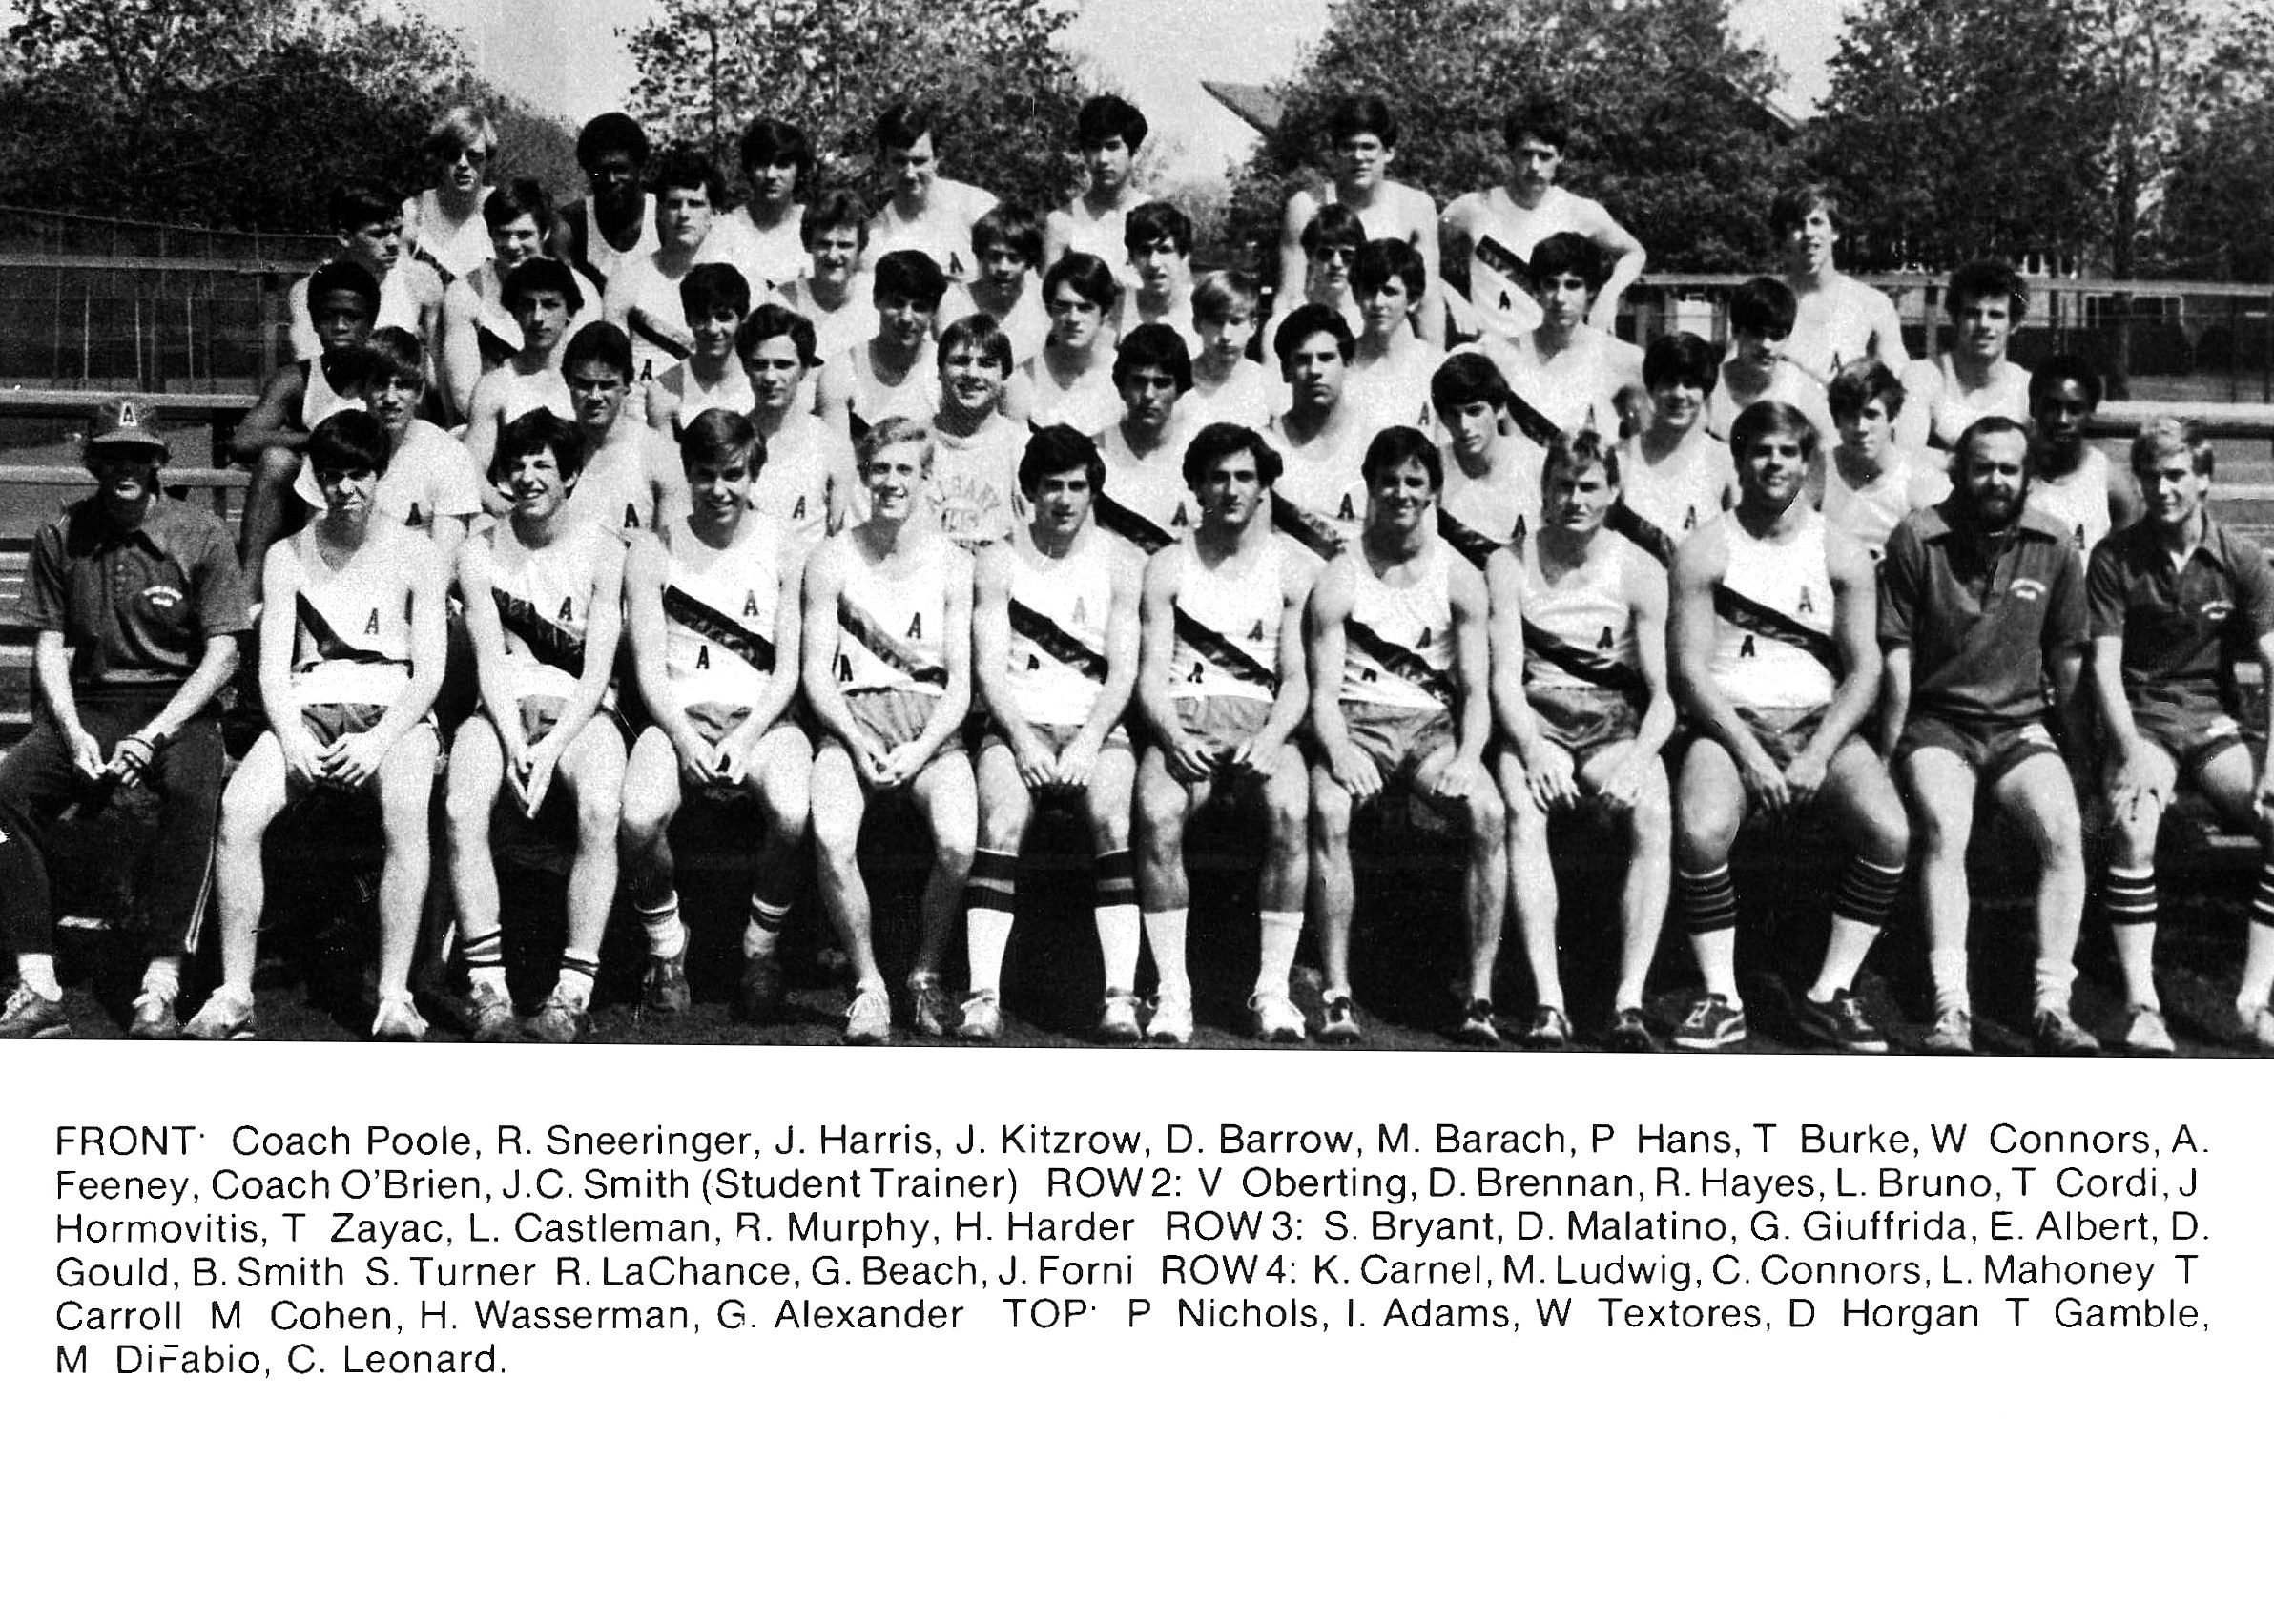 FRONT· Coach Poole, R. Sneeringer, J. Harris, J. Kitzrow, D. Barrow, M. Barach, P Hans, T Burke, W Connors, A.
Feeney, Coach O'Brien, J.C. Smith (Student Trainer) ROW 2: V Oberting, D. Brennan, R. Hayes, L. Bruno, T Cordi, J
Hormovitis, T Zayac, L. Castleman, R. Murphy, H. Harder ROW 3: S. Bryant, D. Malatino, G. Giuffrida, E. Albert, D.
Gould, B. Smith S. Turner R. LaChance, G. Beach, J. Forni ROW 4: K. Carnel, M. Ludwig, C. Connors, L. Mahoney T
Carroll M Cohen, H. Wasserman, G. Alexander TOP· P Nichols, I. Adams, W Textores, D Horgan T Gamble,
M DiFabio, C. Leonard.